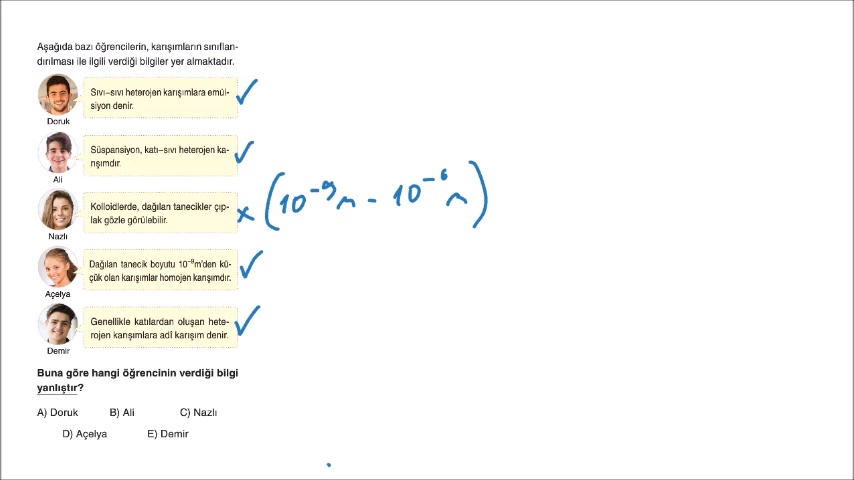 Aşağıda bazı öğrencilerin, karışımların sınıflan-
dırılması ile ilgili verdiği bilgiler yer almaktadır.
Sıvı–sıvı heterojen karışımlara emül-
siyon denir.
Doruk
Süspansiyon, katı–sıvı heterojen ka-
rışımdır.
Ali
Kolloidlerde, dağılan tanecikler çıp-
lak gözle görülebilir.
Nazlı
(10⁻⁹m - 10⁻⁶m)
Dağılan tanecik boyutu 10⁻⁹m'den kü-
çük olan karışımlar homojen karışımdır.
Açelya
Genellikle katılardan oluşan hete-
rojen karışımlara adî karışım denir.
Demir
Buna göre hangi öğrencinin verdiği bilgi
yanlıştır?
A) Doruk B) Ali C) Nazlı
D) Açelya E) Demir